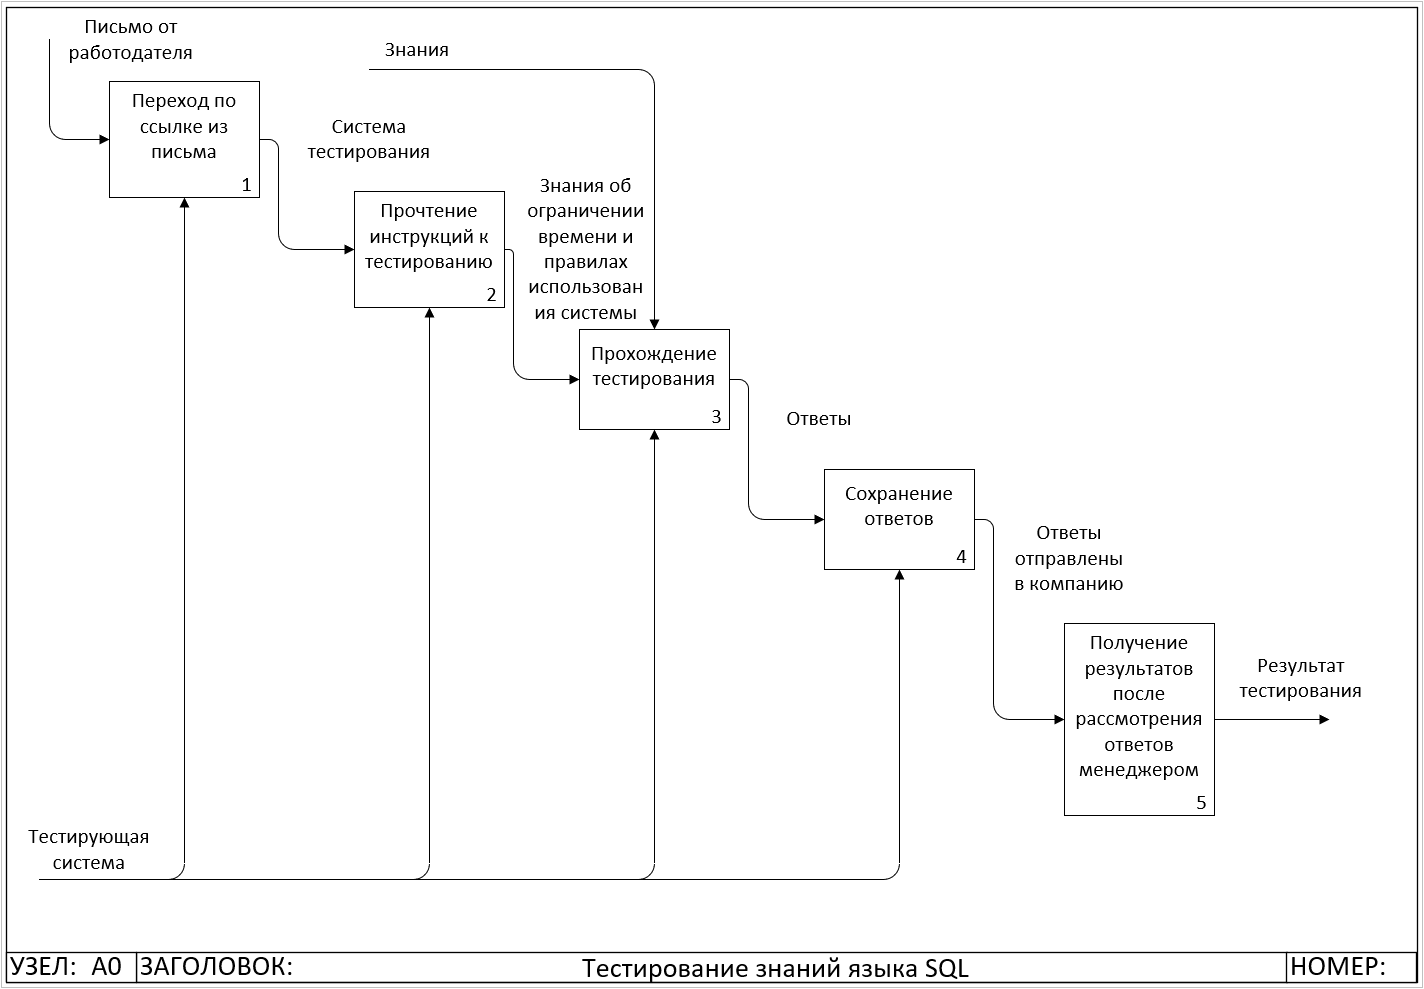 Письмо от
работодателя
Знания
Переход по
ссылке из
письма
1
Система
тестирования
Прочтение
инструкций к
тестированию
2
Знания об
ограничении
времени и
правилах
использован
ия системы
Прохождение
тестирования
3
Ответы
Сохранение
ответов
4
Ответы
отправлены
в компанию
Получение
результатов
после
рассмотрения
ответов
менеджером
5
Результат
тестирования
Тестирующая
система
УЗЕЛ: A0 ЗАГОЛОВОК: Тестирование знаний языка SQL НОМЕР: